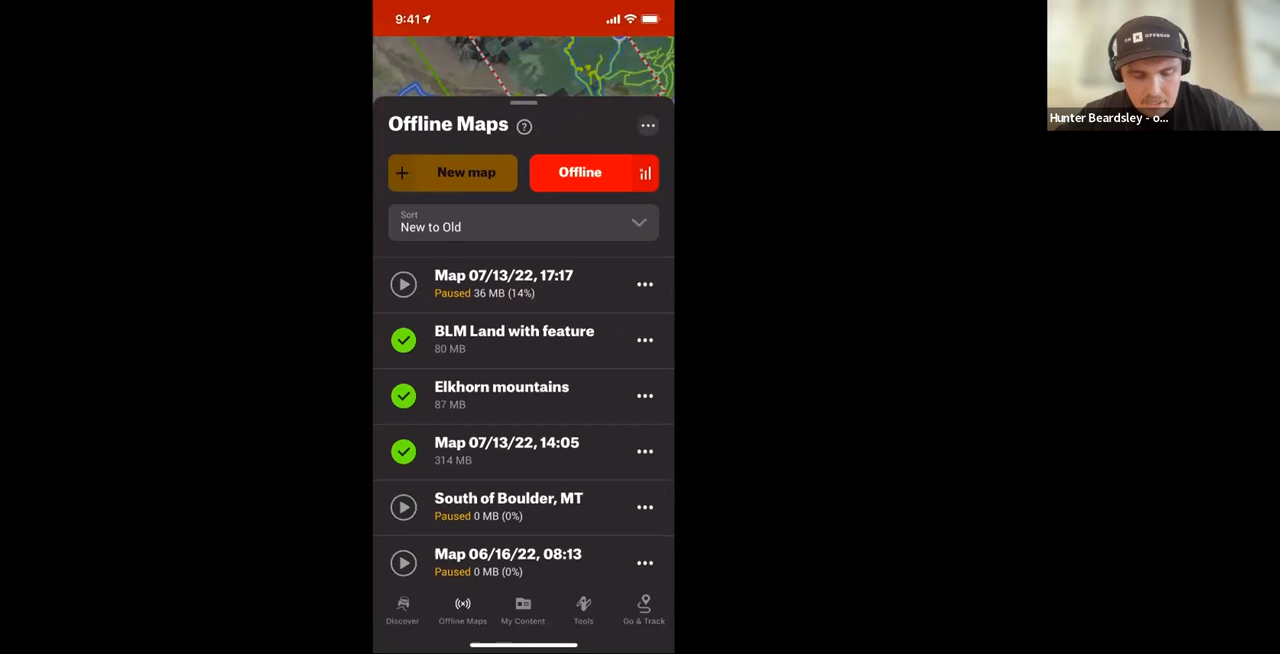 9:41
Offline Maps ?
New map
Offline
Sort
New to Old
Map 07/13/22, 17:17
Paused 36 MB (14%)
BLM Land with feature
80 MB
Elkhorn mountains
87 MB
Map 07/13/22, 14:05
314 MB
South of Boulder, MT
Paused 0 MB (0%)
Map 06/16/22, 08:13
Paused 0 MB (0%)
Discover
Offline Maps
My Content
Tools
Go & Track
X OFFROAD
Hunter Beardsley - o...